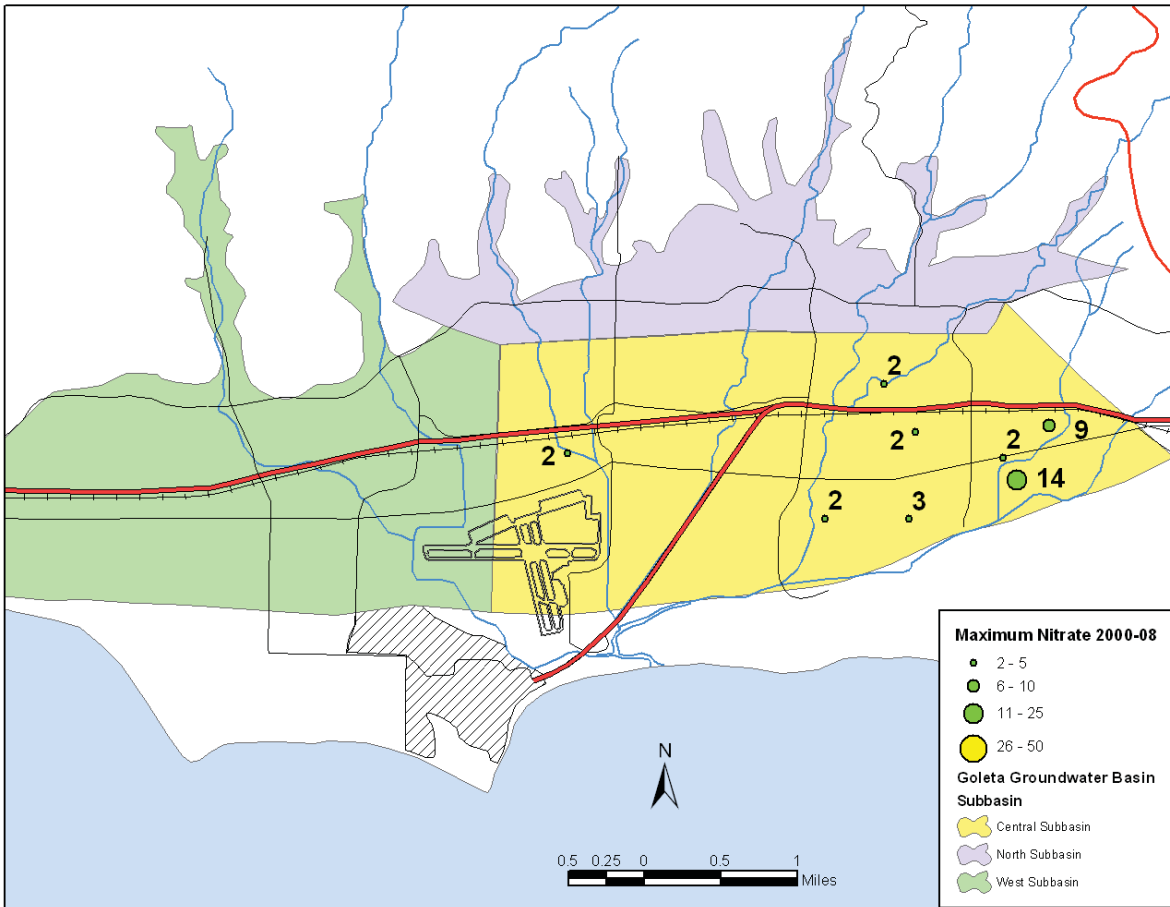 2
2
9
2
2
14
2
3
Maximum Nitrate 2000-08
2 - 5
6 - 10
11 - 25
26 - 50
Goleta Groundwater Basin
Subbasin
Central Subbasin
North Subbasin
West Subbasin
N
0.5 0.25 0 0.5 1
Miles